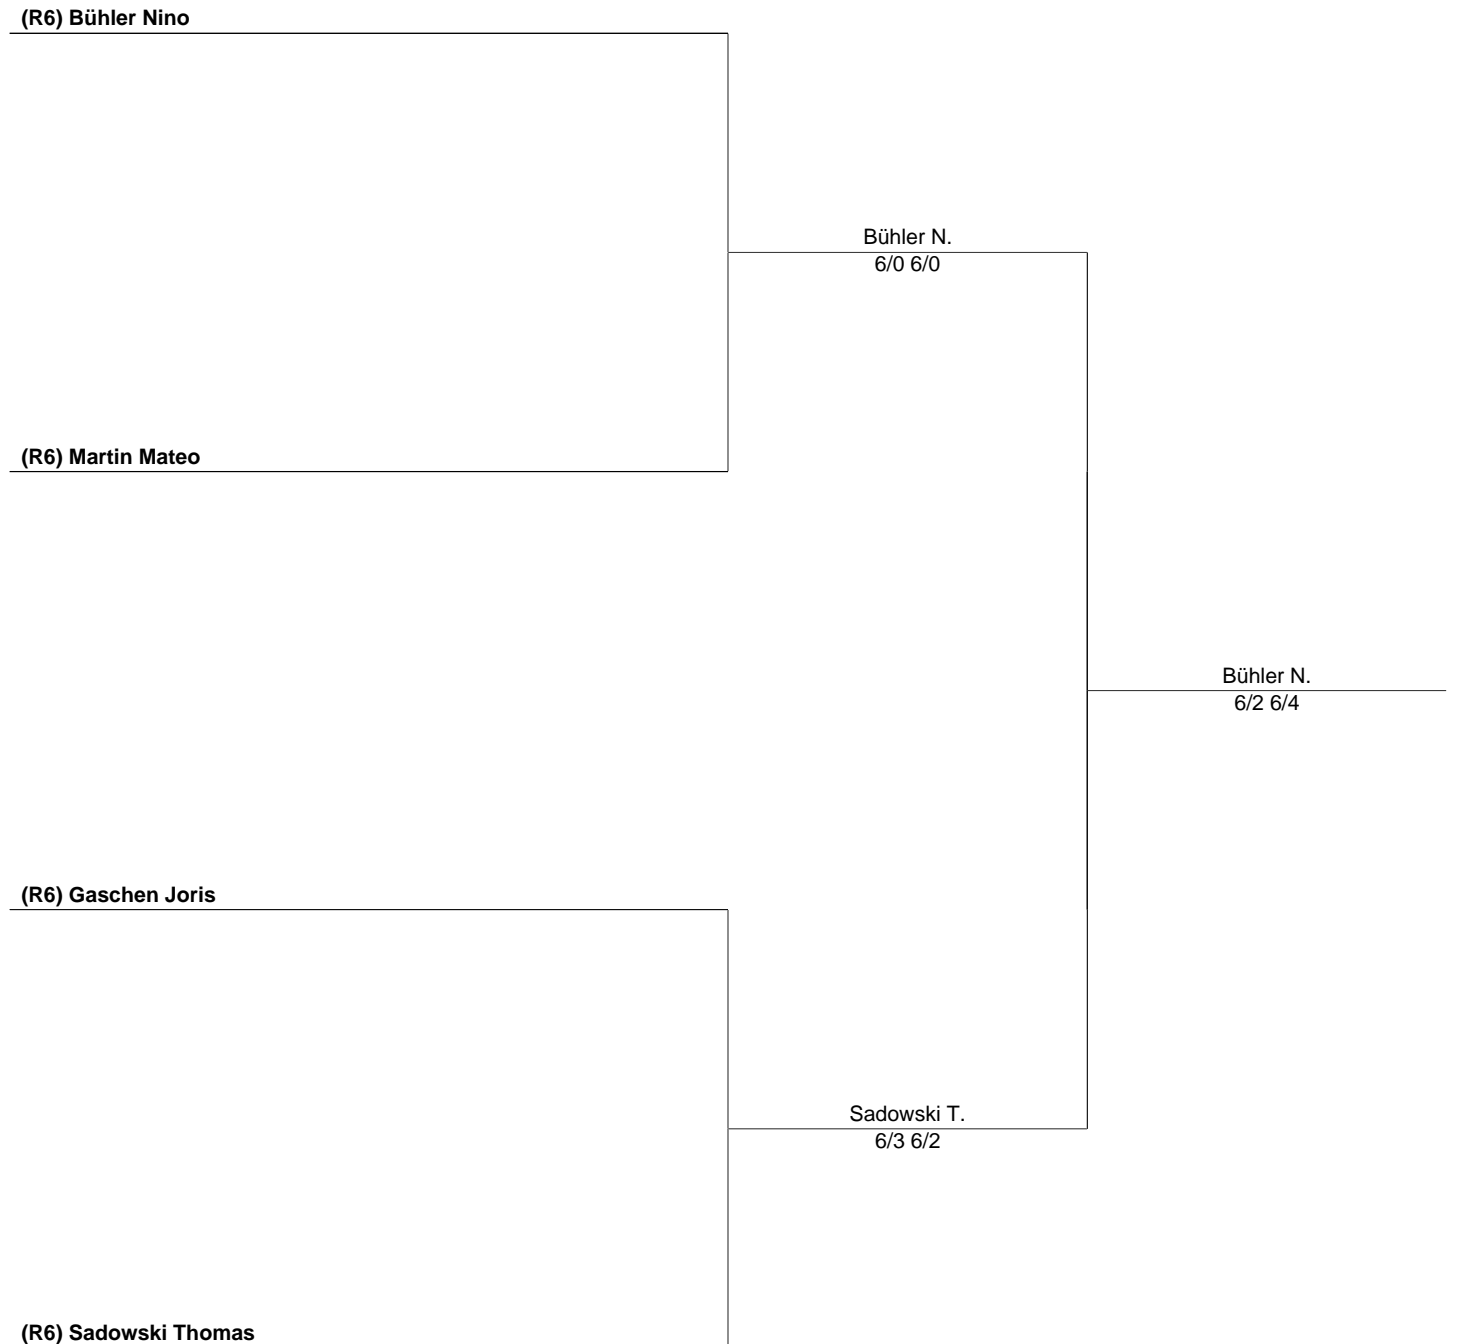 (R6) Bühler Nino
Bühler N.
6/0 6/0
(R6) Martin Mateo
Bühler N.
6/2 6/4
(R6) Gaschen Joris
Sadowski T.
6/3 6/2
(R6) Sadowski Thomas